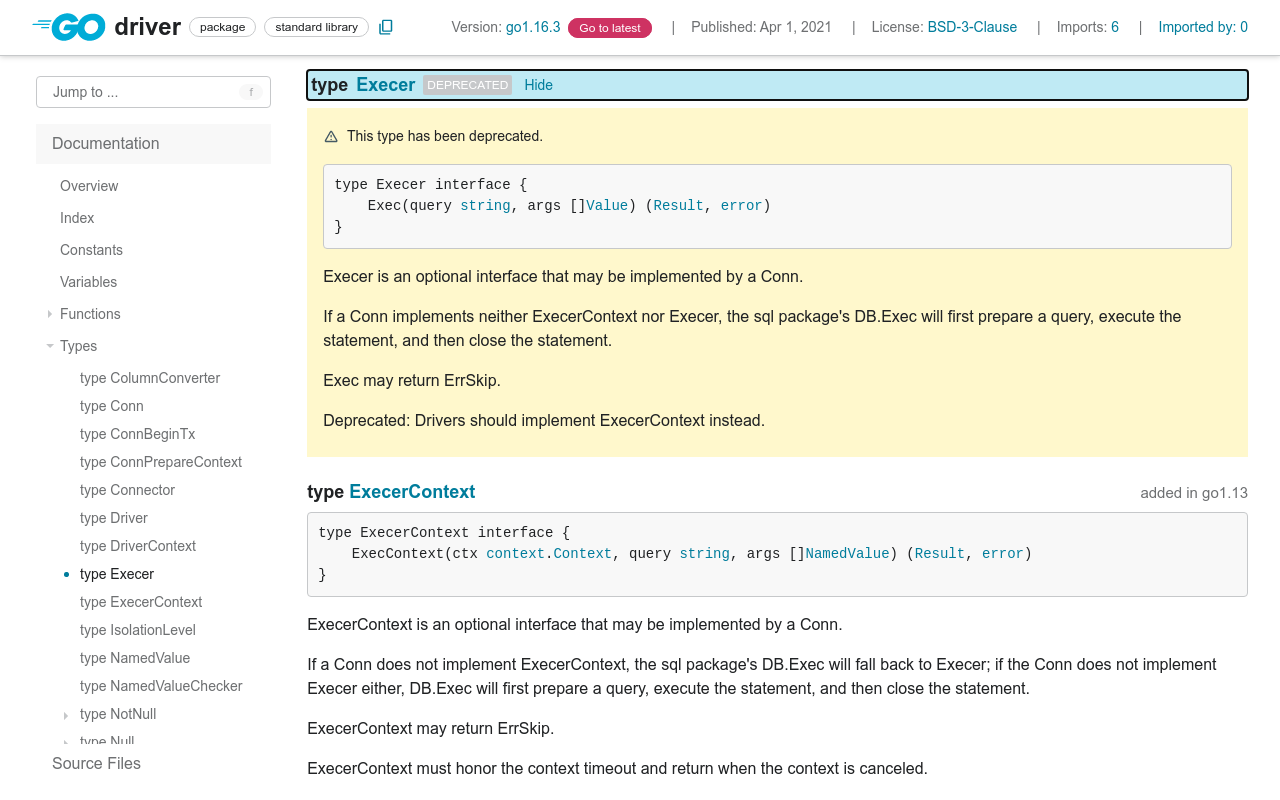 GO driver package standard library Version: go1.16.3 Go to latest | Published: Apr 1, 2021 | License: BSD-3-Clause | Imports: 6 | Imported by: 0
Jump to ... f
Documentation
Overview
Index
Constants
Variables
Functions
Types
type ColumnConverter
type Conn
type ConnBeginTx
type ConnPrepareContext
type Connector
type Driver
type DriverContext
type Execer
type ExecerContext
type IsolationLevel
type NamedValue
type NamedValueChecker
type NotNull
type Null
Source Files
type Execer DEPRECATED Hide
This type has been deprecated.
type Execer interface {
    Exec(query string, args []Value) (Result, error)
}
Execer is an optional interface that may be implemented by a Conn.
If a Conn implements neither ExecerContext nor Execer, the sql package's DB.Exec will first prepare a query, execute the
statement, and then close the statement.
Exec may return ErrSkip.
Deprecated: Drivers should implement ExecerContext instead.
type ExecerContext added in go1.13
type ExecerContext interface {
    ExecContext(ctx context.Context, query string, args []NamedValue) (Result, error)
}
ExecerContext is an optional interface that may be implemented by a Conn.
If a Conn does not implement ExecerContext, the sql package's DB.Exec will fall back to Execer; if the Conn does not implement
Execer either, DB.Exec will first prepare a query, execute the statement, and then close the statement.
ExecerContext may return ErrSkip.
ExecerContext must honor the context timeout and return when the context is canceled.